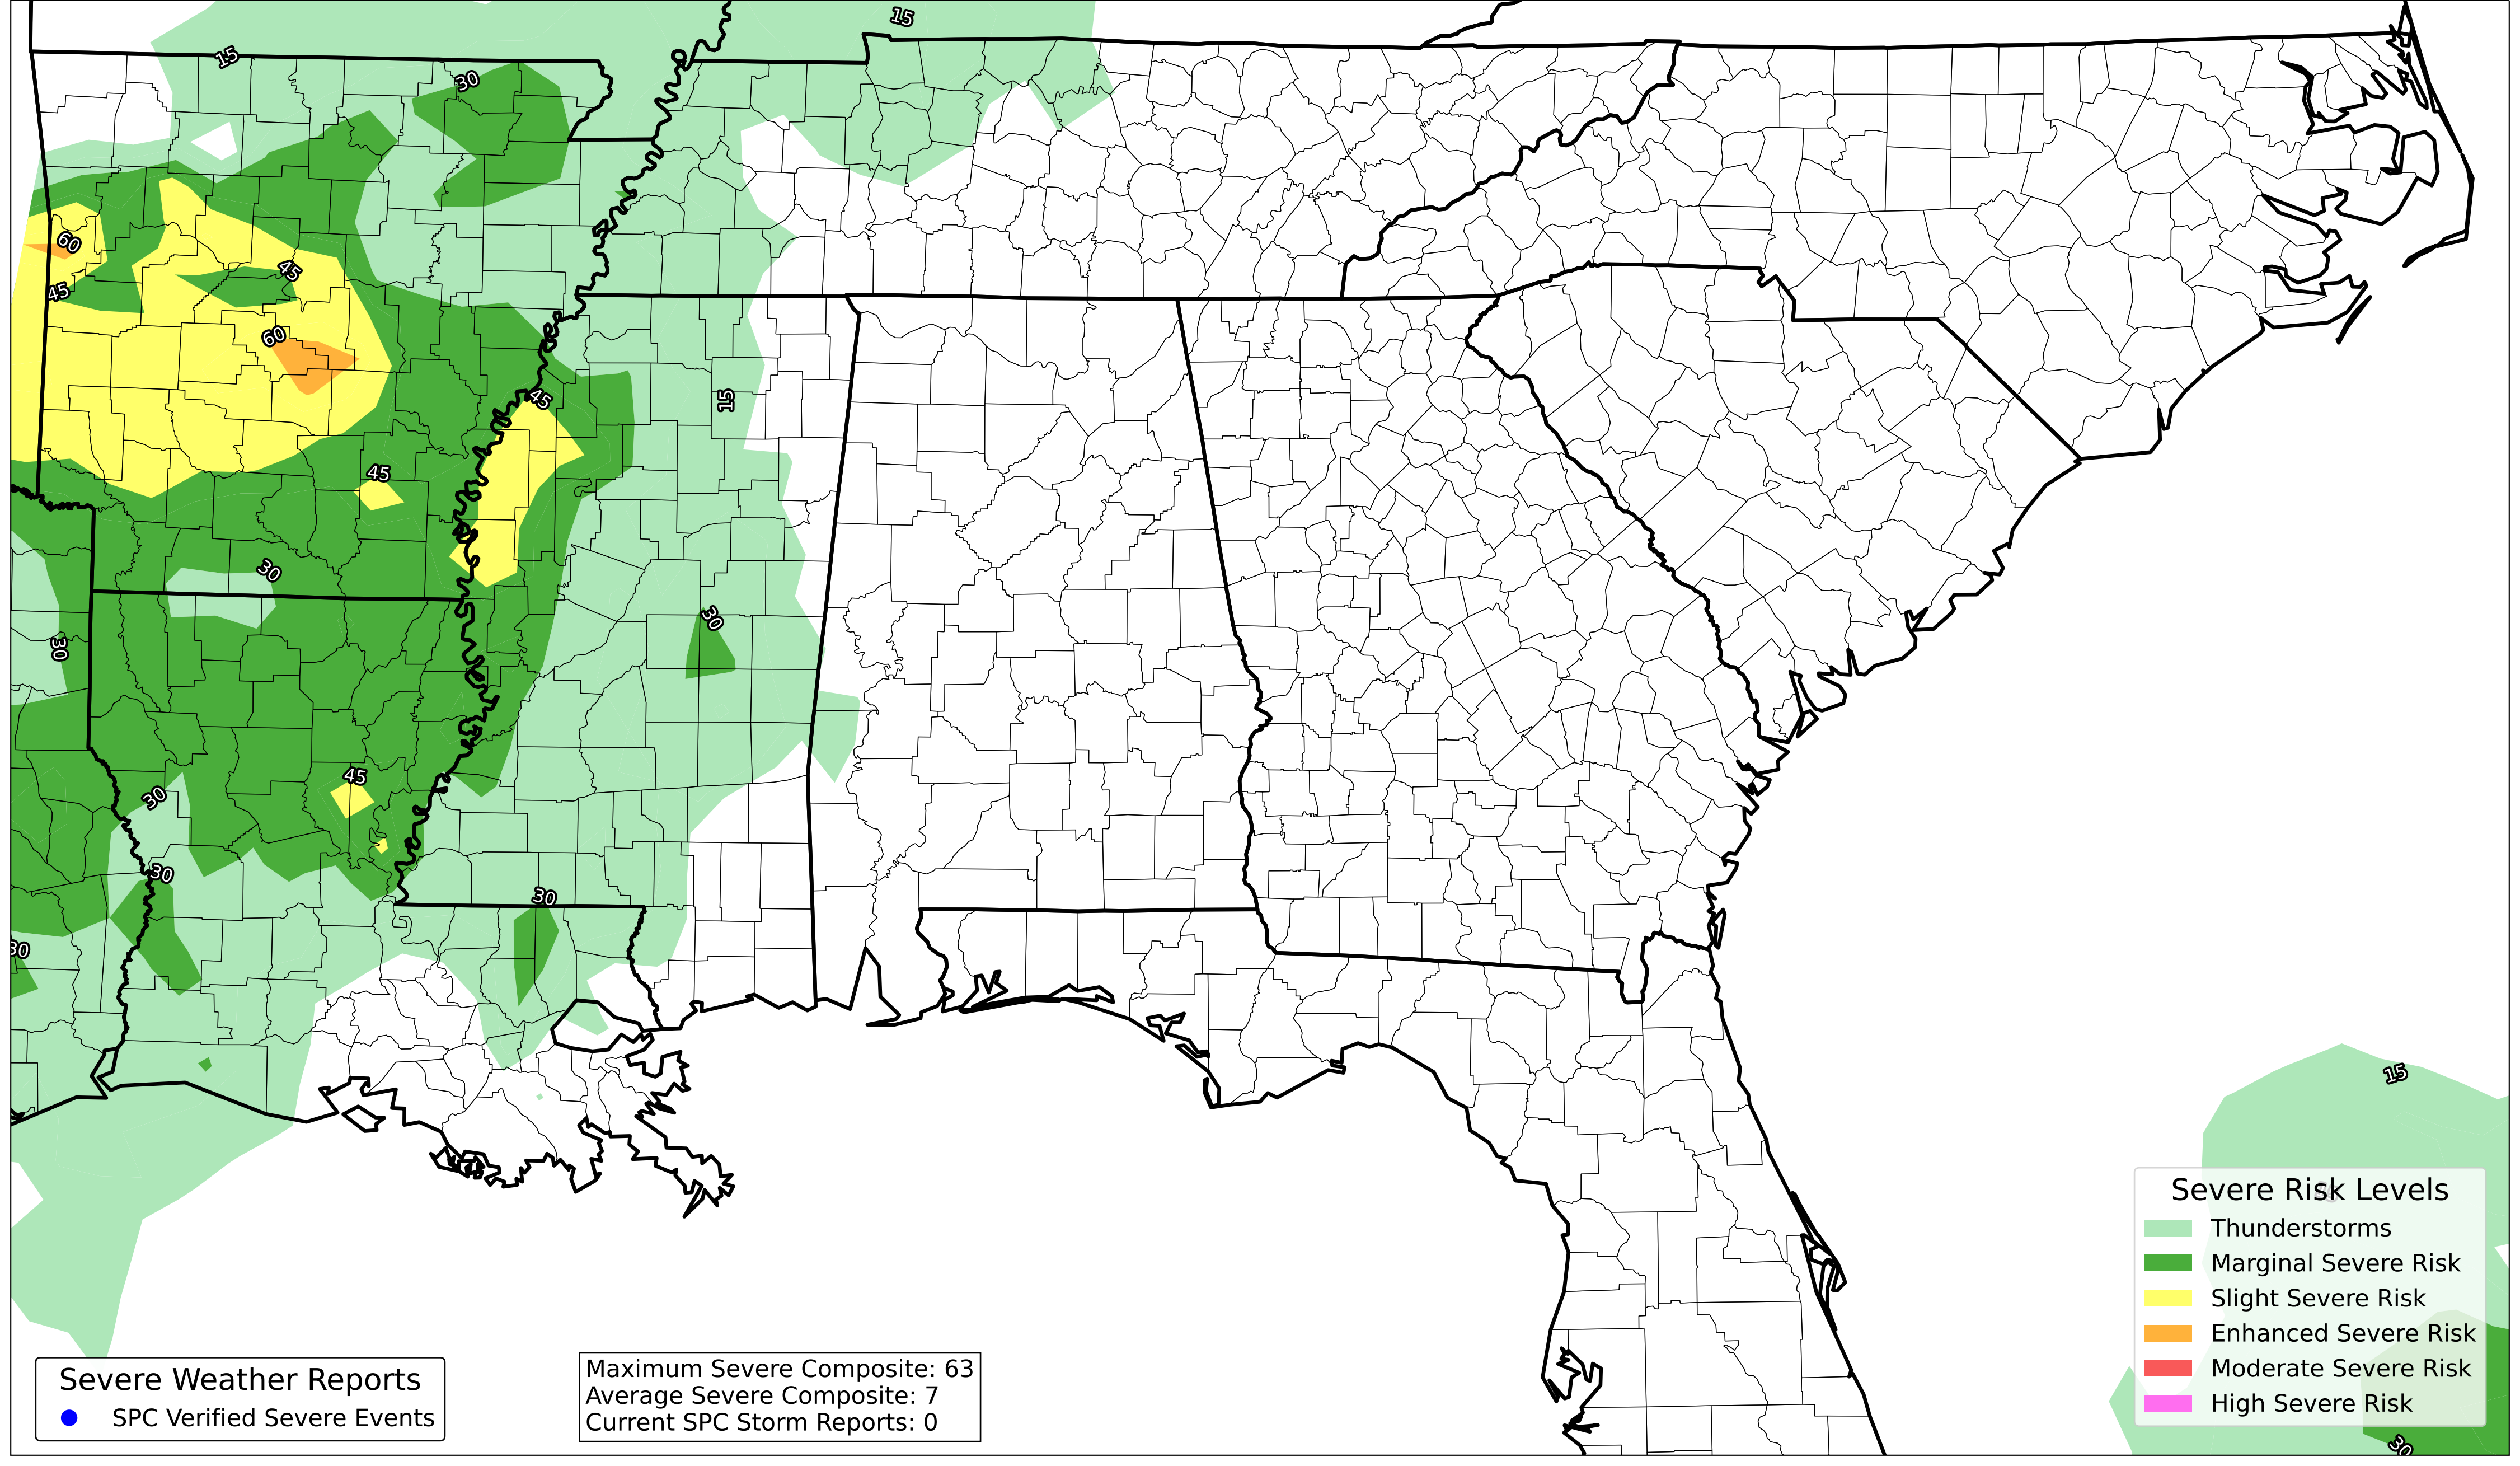 15
15
30
60
45
45
60
45
15
45
30
30
30
45
30
30
30
30
15
Severe Risk Levels
Thunderstorms
Marginal Severe Risk
Slight Severe Risk
Enhanced Severe Risk
Moderate Severe Risk
High Severe Risk
30
Severe Weather Reports
SPC Verified Severe Events
Maximum Severe Composite: 63
Average Severe Composite: 7
Current SPC Storm Reports: 0